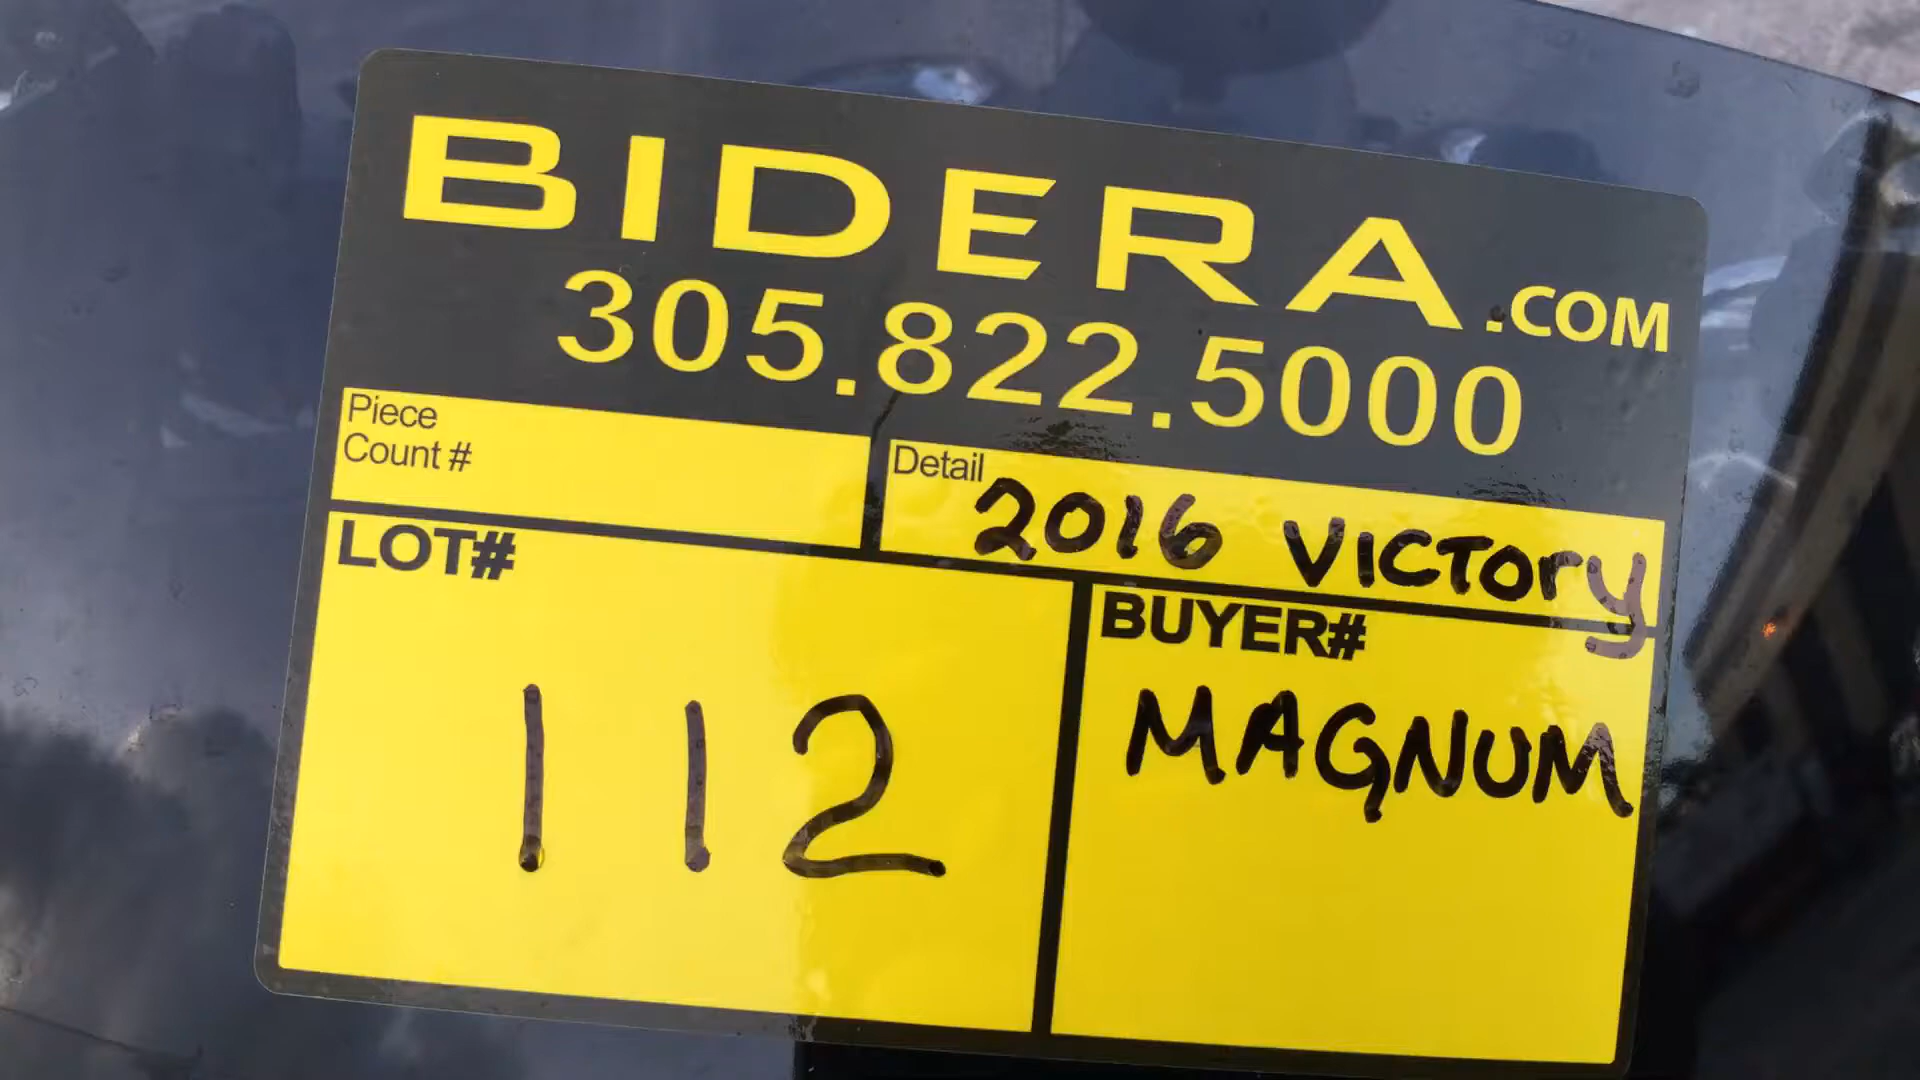 BIDERA.COM
305.822.5000
Piece
Count #
Detail
2016 VICTORY
LOT#
112
BUYER#
MAGNUM